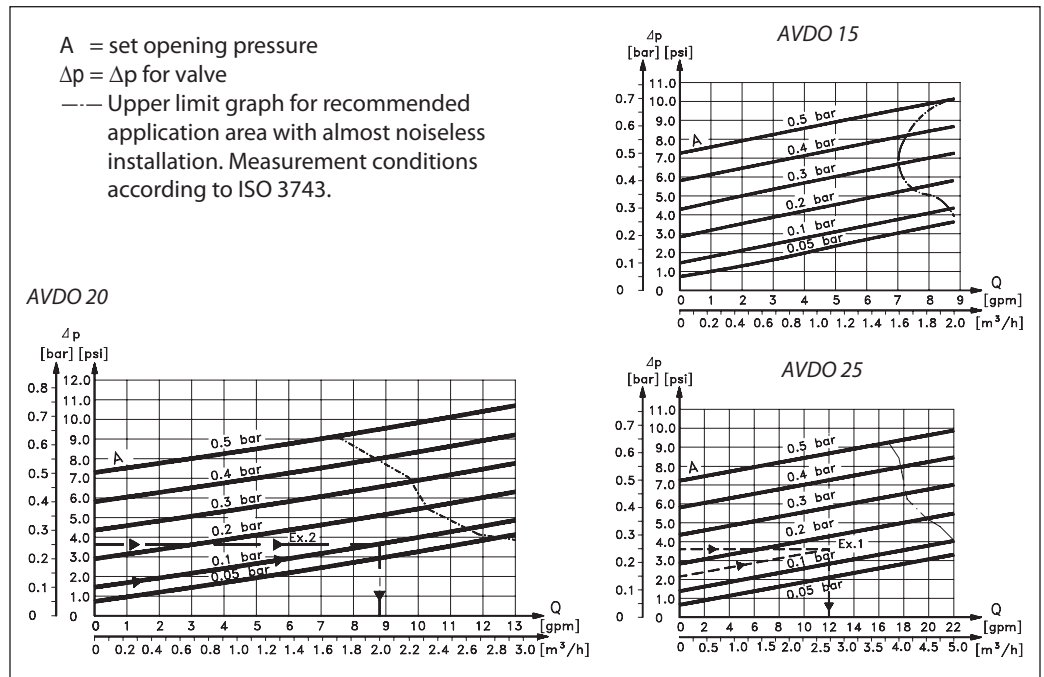 A = set opening pressure
Δp = Δp for valve
Upper limit graph for recommended
application area with almost noiseless
installation. Measurement conditions
according to ISO 3743.
AVDO 15
Δp
[bar] [psi]
11.0
0.7 10.0
9.0
0.6 8.0
0.5 7.0
0.4 6.0
5.0
0.3 4.0
0.2 3.0
2.0
0.1 1.0
0 0
A
0.5 bar
0.4 bar
0.3 bar
0.2 bar
0.1 bar
0.05 bar
Q
0 1 2 3 4 5 6 7 8 9 [gpm]
0 0.2 0.4 0.6 0.8 1.0 1.2 1.4 1.6 1.8 2.0 [m³/h]
AVDO 20
Δp
[bar] [psi]
12.0
0.8 11.0
0.7 10.0
0.6 9.0
8.0
0.5 7.0
0.4 6.0
5.0
0.3 4.0
0.2 3.0
2.0
0.1 1.0
0 0
A
0.5 bar
0.4 bar
0.3 bar
0.2 bar
Ex.2
0.1 bar
0.05 bar
Q
0 1 2 3 4 5 6 7 8 9 10 11 12 13 [gpm]
0 0.2 0.4 0.6 0.8 1.0 1.2 1.4 1.6 1.8 2.0 2.2 2.4 2.6 2.8 3.0 [m³/h]
AVDO 25
Δp
[bar] [psi]
11.0
0.7 10.0
9.0
0.6 8.0
0.5 7.0
0.4 6.0
5.0
0.3 4.0
0.2 3.0
2.0
0.1 1.0
0 0
A
0.5 bar
0.4 bar
0.3 bar
0.2 bar
Ex.1
0.1 bar
0.05 bar
Q
0 2 4 6 8 10 12 14 16 18 20 22 [gpm]
0 0.5 1.0 1.5 2.0 2.5 3.0 3.5 4.0 4.5 5.0 [m³/h]